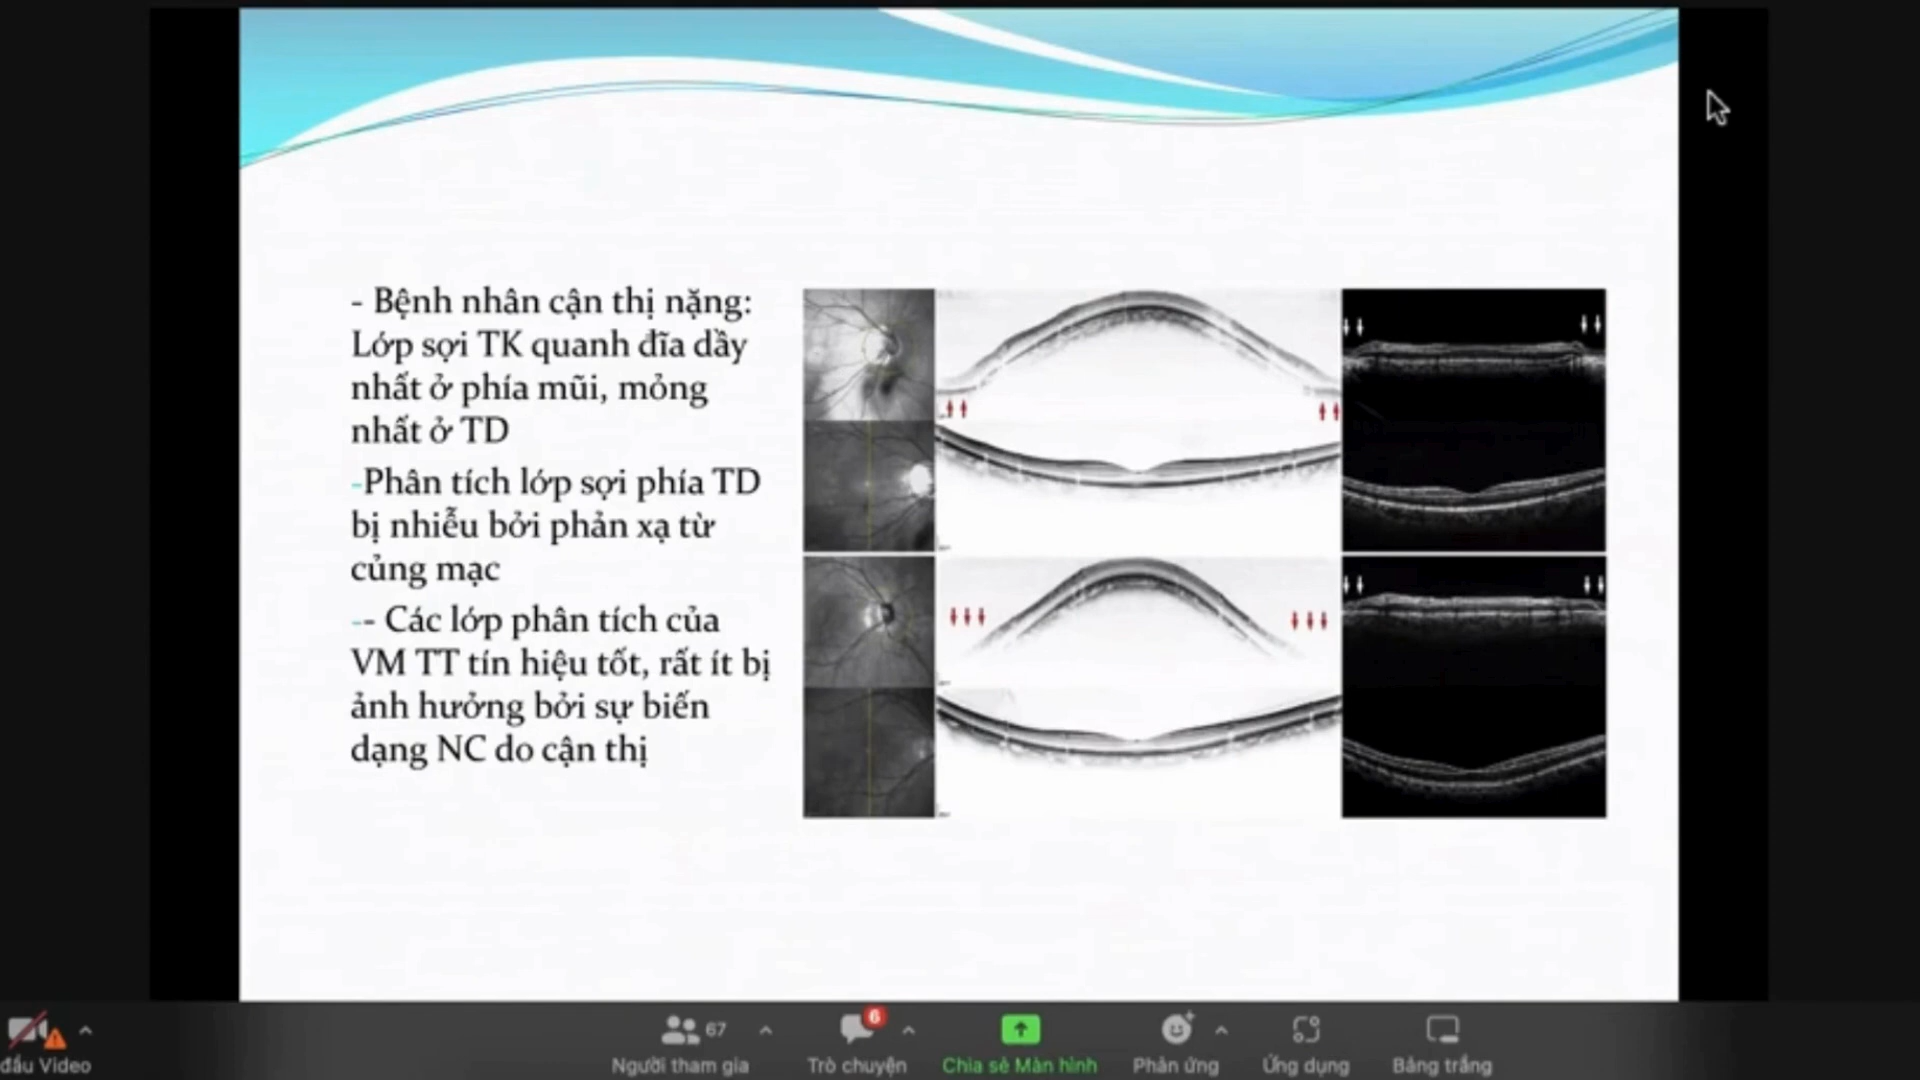 - Bệnh nhân cận thị nặng:
Lớp sợi TK quanh đĩa dầy
nhất ở phía mũi, mỏng
nhất ở TD
-Phân tích lớp sợi phía TD
bị nhiễu bởi phản xạ từ
củng mạc
-- Các lớp phân tích của
VM TT tín hiệu tốt, rất ít bị
ảnh hưởng bởi sự biến
dạng NC do cận thị
đầu Video
67
Người tham gia
6
Trò chuyện
Chia sẻ Màn hình
Phản ứng
Ứng dụng
Bảng trắng